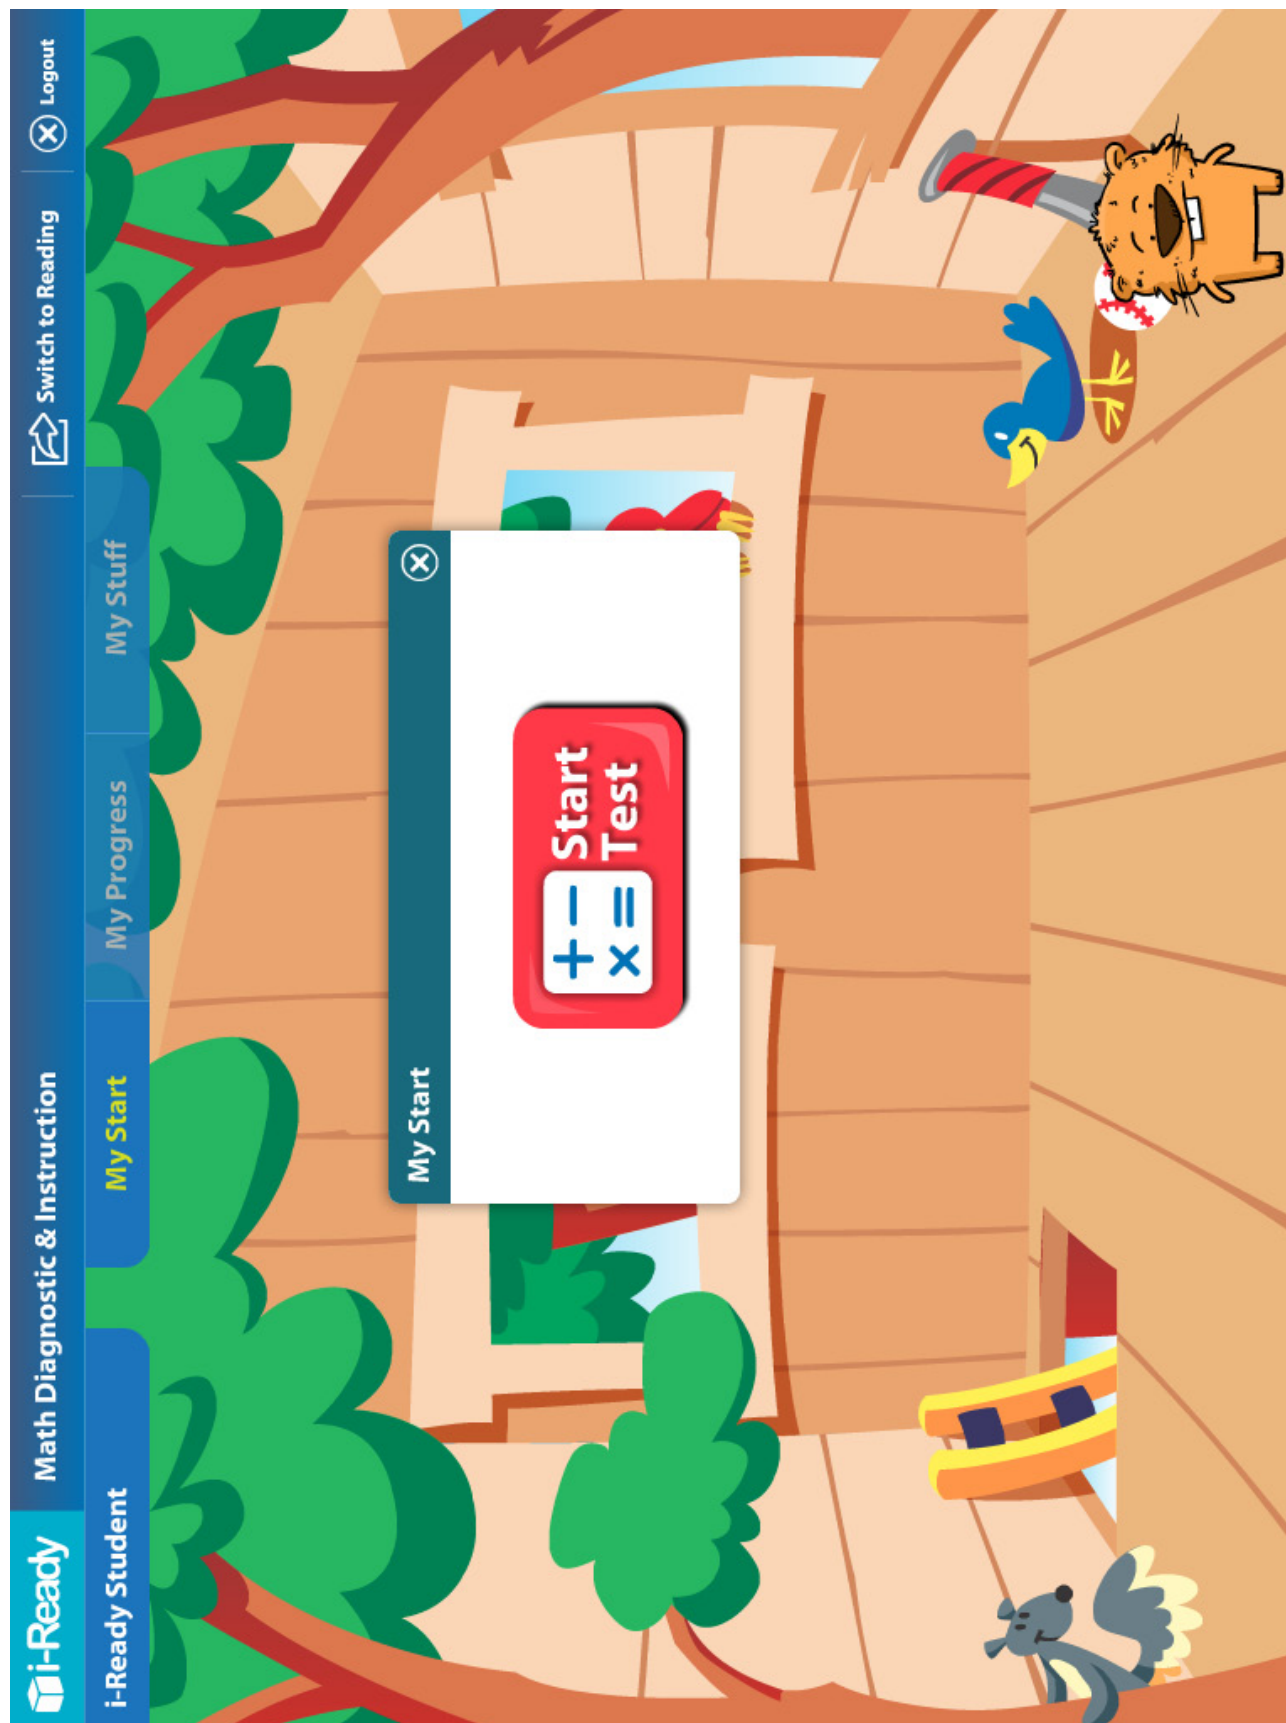 i-Ready
Math Diagnostic & Instruction
Switch to Reading
Logout
i-Ready Student
My Start
My Progress
My Stuff
My Start
+ -
x =
Start
Test